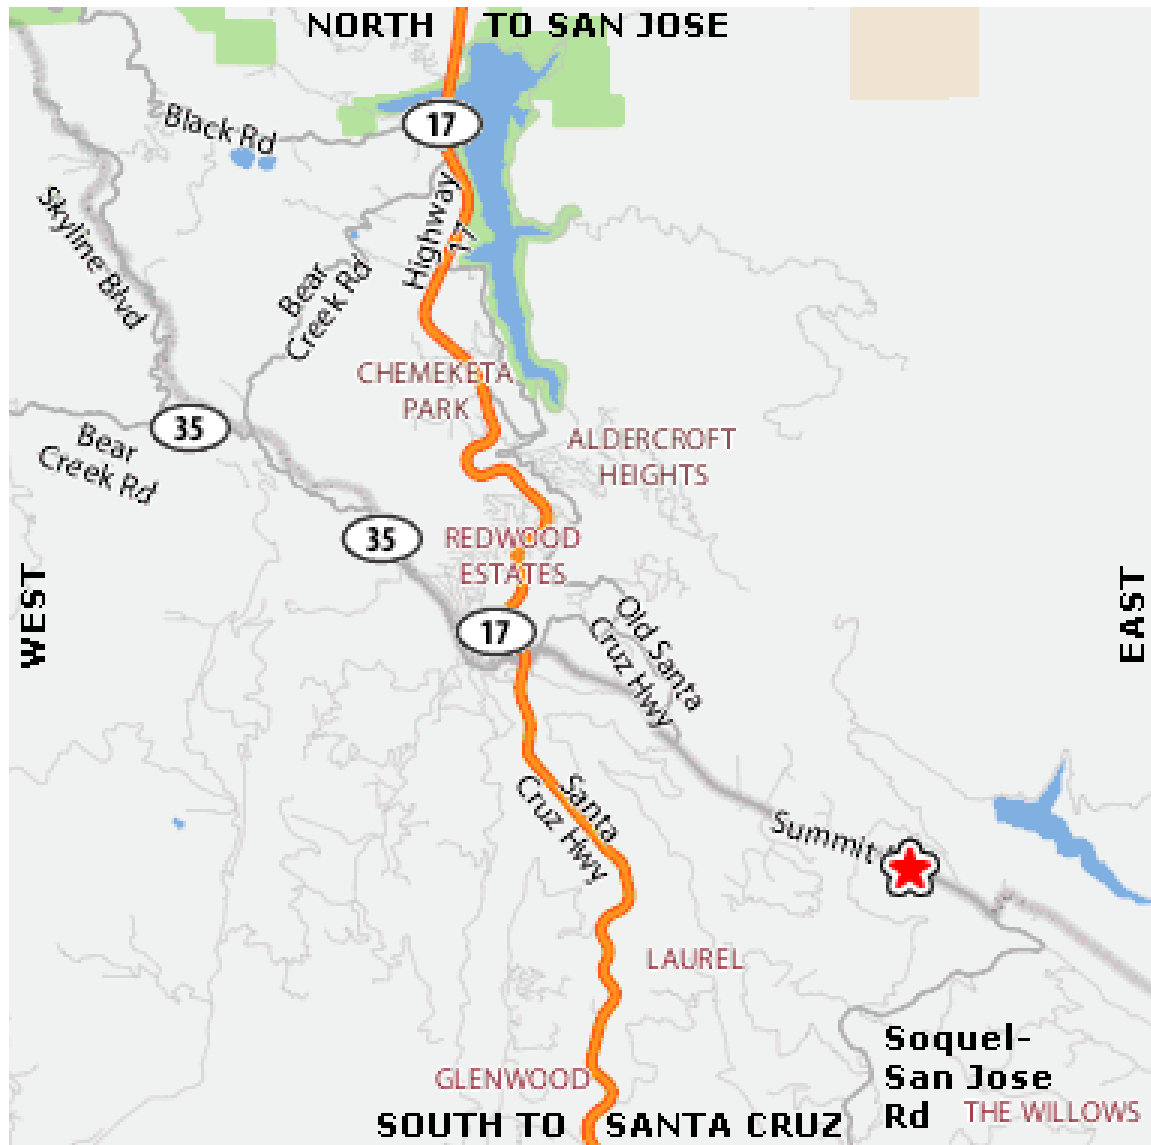 NORTH TO SAN JOSE
17
Black Rd
Skyline Blvd
Highway
17
Bear
Creek Rd
CHEMEKETA
PARK
35
Bear
Creek Rd
ALDERCROFT
HEIGHTS
35
REDWOOD
ESTATES
WEST
EAST
17
Old Santa
Cruz Hwy
Santa
Cruz Hwy
Summit
LAUREL
Soquel-
San Jose
Rd
THE WILLOWS
GLENWOOD
SOUTH TO SANTA CRUZ